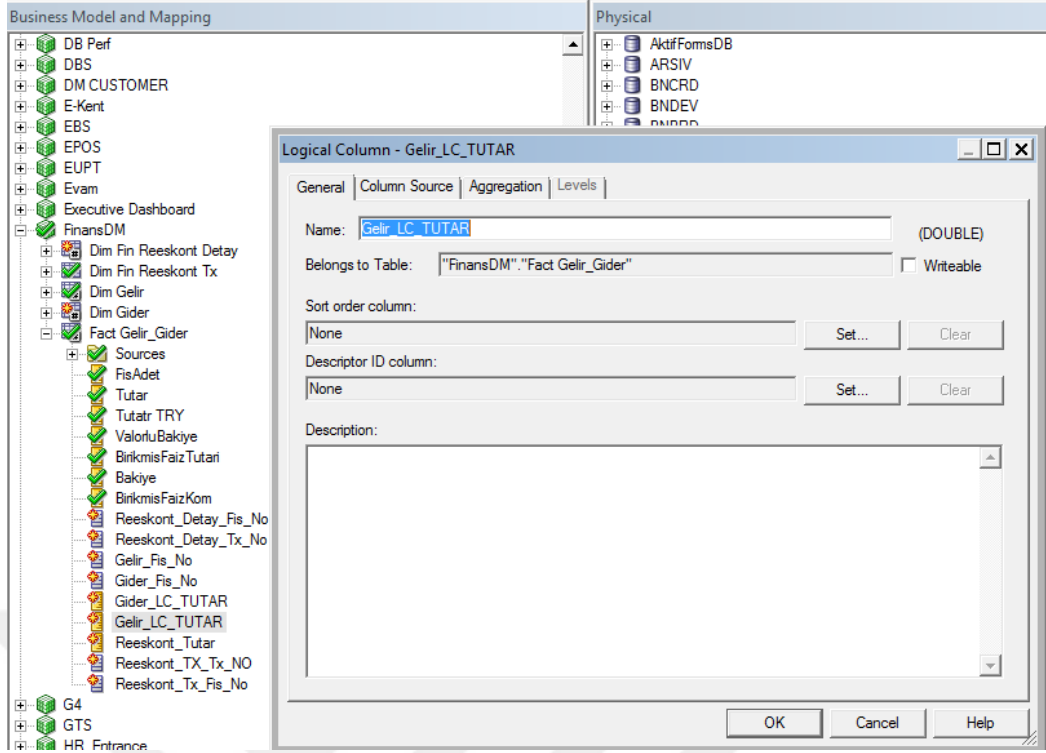 Business Model and Mapping
DB Perf
DBS
DM CUSTOMER
E-Kent
EBS
EPOS
EUPT
Evam
Executive Dashboard
FinansDM
Dim Fin Reeskont Detay
Dim Fin Reeskont Tx
Dim Gelir
Dim Gider
Fact Gelir_Gider
Sources
FisAdet
Tutar
Tutatr TRY
ValorluBakiye
BirikmisFaizTutari
Bakiye
BirikmisFaizKom
Reeskont_Detay_Fis_No
Reeskont_Detay_Tx_No
Gelir_Fis_No
Gider_Fis_No
Gider_LC_TUTAR
Gelir_LC_TUTAR
Reeskont_Tutar
Reeskont_TX_Tx_NO
Reeskont_Tx_Fis_No
G4
GTS
HR Entrance
Physical
AktifFormsDB
ARSIV
BNCRD
BNDEV
Logical Column - Gelir_LC_TUTAR
General Column Source Aggregation Levels
Name: Gelir_LC_TUTAR (DOUBLE)
Belongs to Table: "FinansDM"."Fact Gelir_Gider" Writeable
Sort order column:
None Set... Clear
Descriptor ID column:
None Set... Clear
Description:
OK Cancel Help